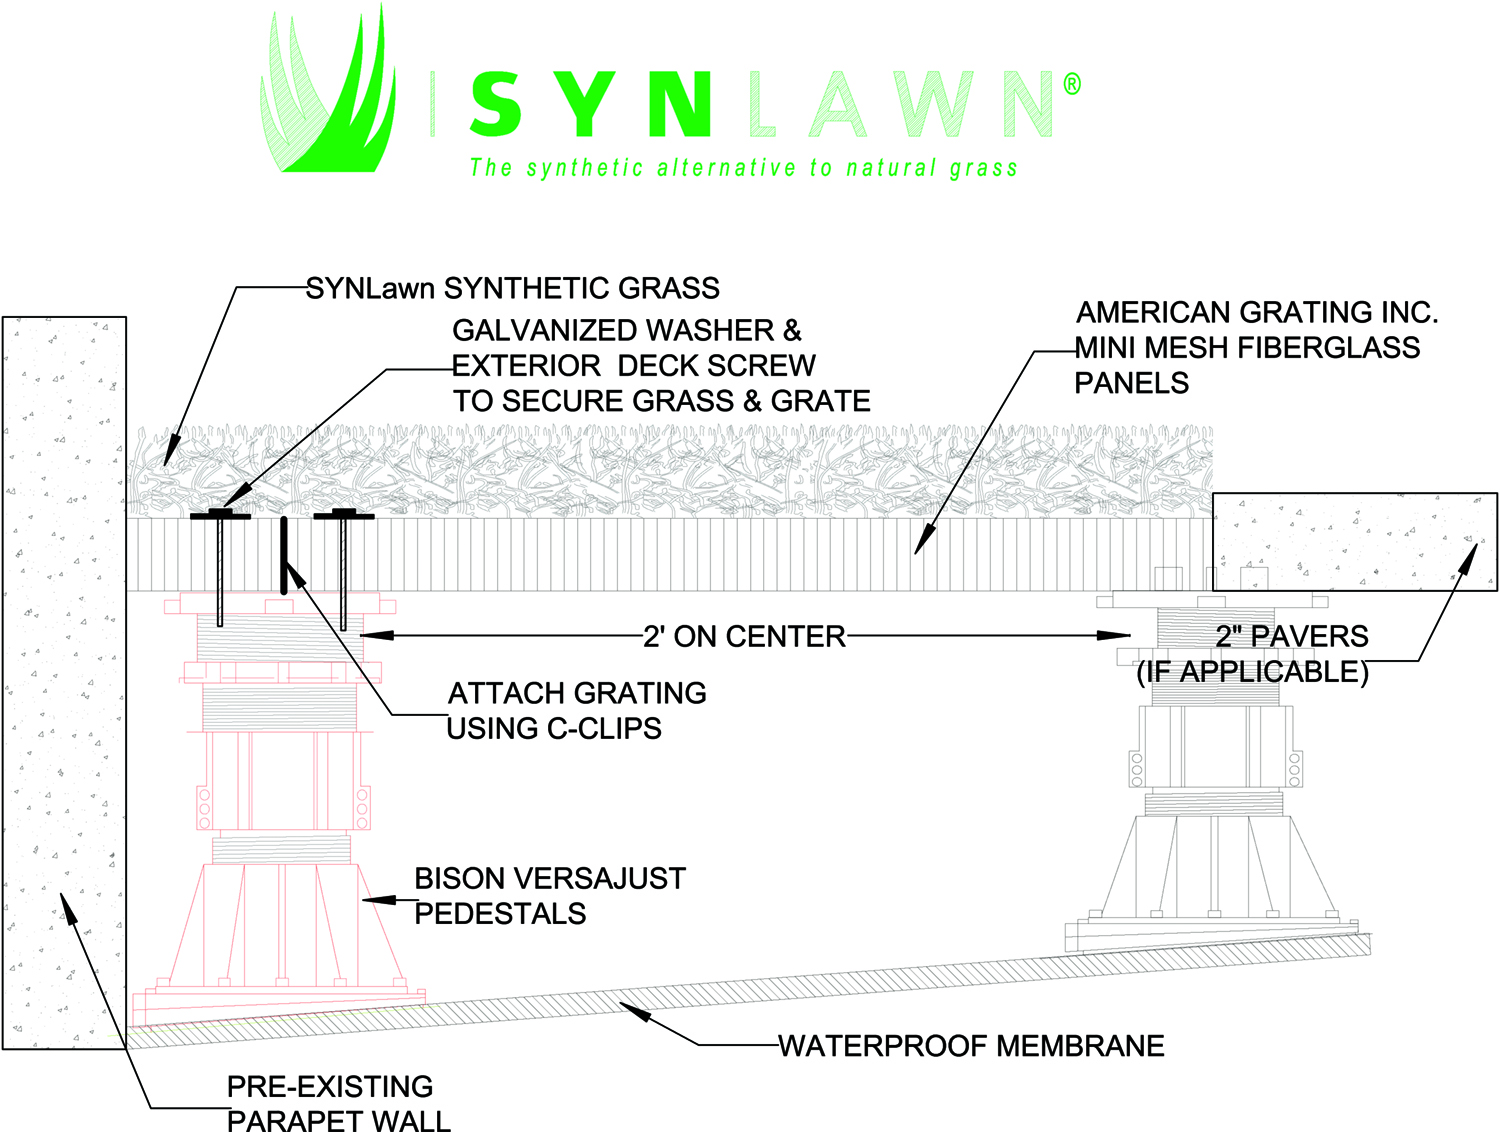 SYNLAWN®
The synthetic alternative to natural grass
SYNLawn SYNTHETIC GRASS
GALVANIZED WASHER &
EXTERIOR DECK SCREW
TO SECURE GRASS & GRATE
AMERICAN GRATING INC.
MINI MESH FIBERGLASS
PANELS
2' ON CENTER
2" PAVERS
(IF APPLICABLE)
ATTACH GRATING
USING C-CLIPS
BISON VERSAJUST
PEDESTALS
WATERPROOF MEMBRANE
PRE-EXISTING
PARAPET WALL